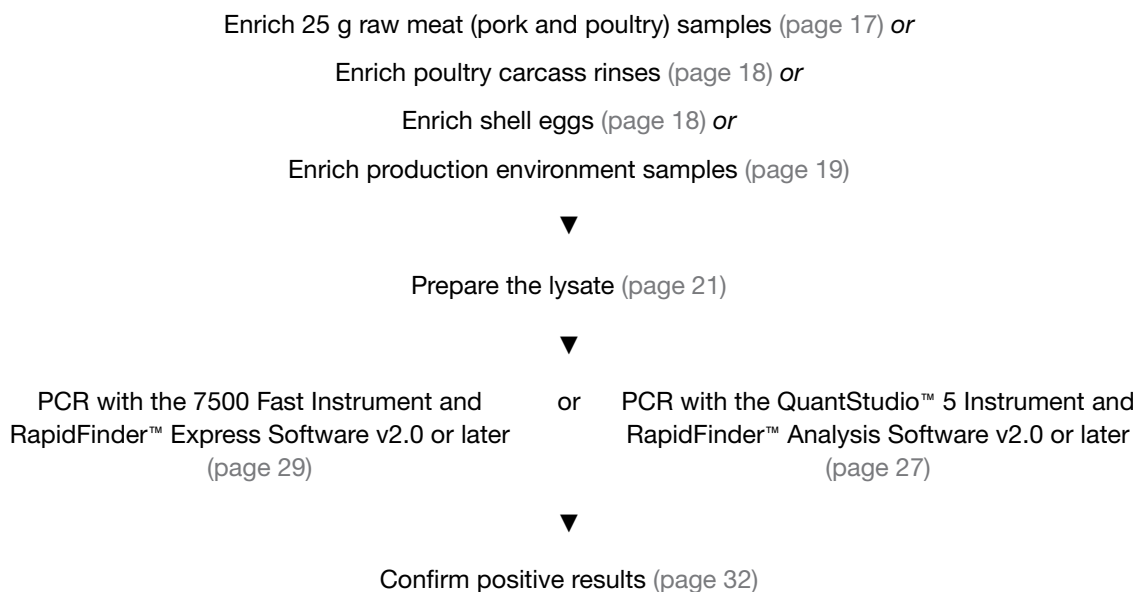 Enrich 25 g raw meat (pork and poultry) samples (page 17) or
Enrich poultry carcass rinses (page 18) or
Enrich shell eggs (page 18) or
Enrich production environment samples (page 19)
Prepare the lysate (page 21)
PCR with the 7500 Fast Instrument and
RapidFinder™ Express Software v2.0 or later
(page 29)
or
PCR with the QuantStudio™ 5 Instrument and
RapidFinder™ Analysis Software v2.0 or later
(page 27)
Confirm positive results (page 32)